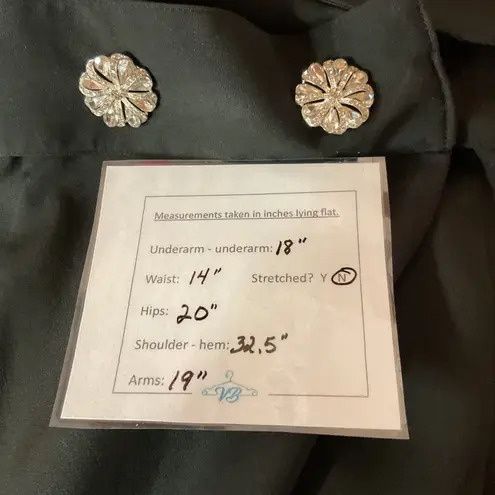 Measurements taken in inches lying flat.
Underarm - underarm: 18"
Waist: 14" Stretched? Y N
Hips: 20"
Shoulder - hem: 32.5"
Arms: 19"
VB